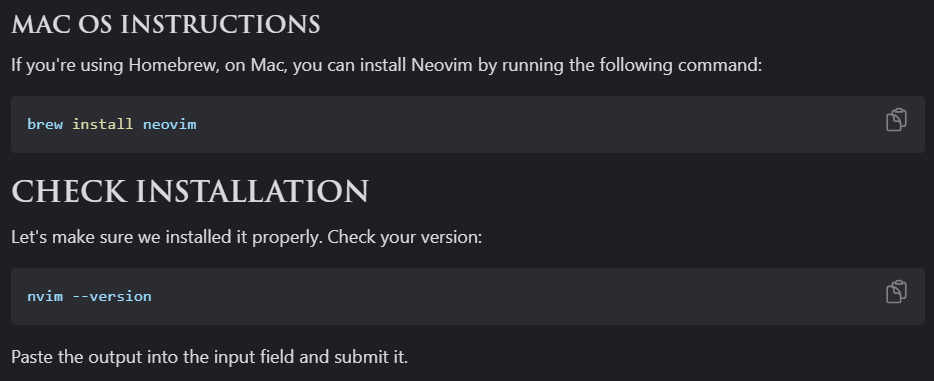 MAC OS INSTRUCTIONS
If you're using Homebrew, on Mac, you can install Neovim by running the following command:
brew install neovim
CHECK INSTALLATION
Let's make sure we installed it properly. Check your version:
nvim --version
Paste the output into the input field and submit it.